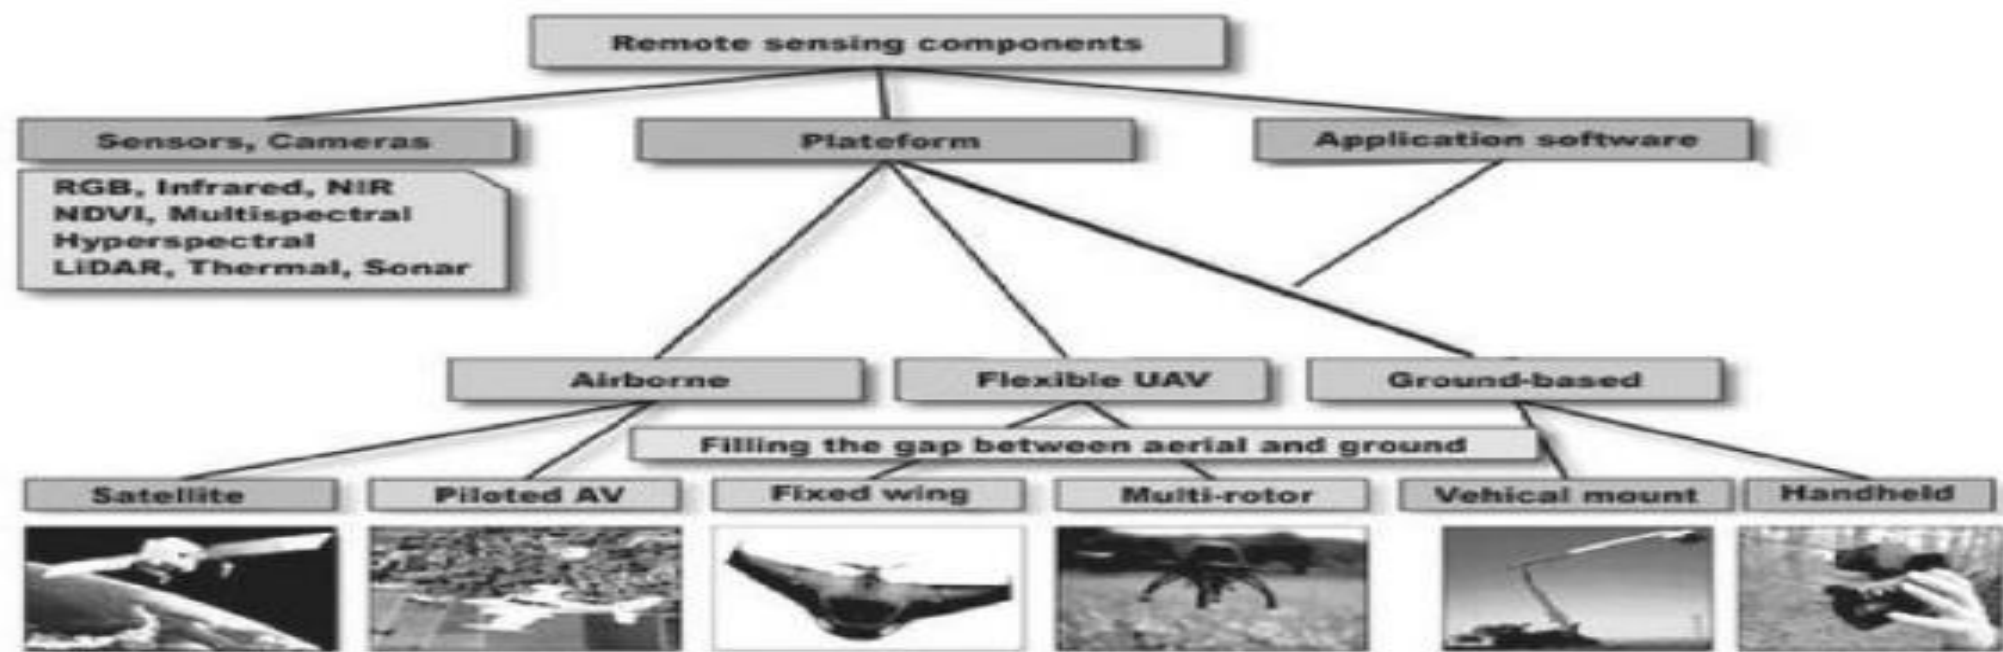 Remote sensing components
Sensors, Cameras
Plateform
Application software
RGB, Infrared, NIR
NDVI, Multispectral
Hyperspectral
LiDAR, Thermal, Sonar
Airborne
Flexible UAV
Ground-based
Filling the gap between aerial and ground
Satellite
Piloted AV
Fixed wing
Multi-rotor
Vehical mount
Handheld